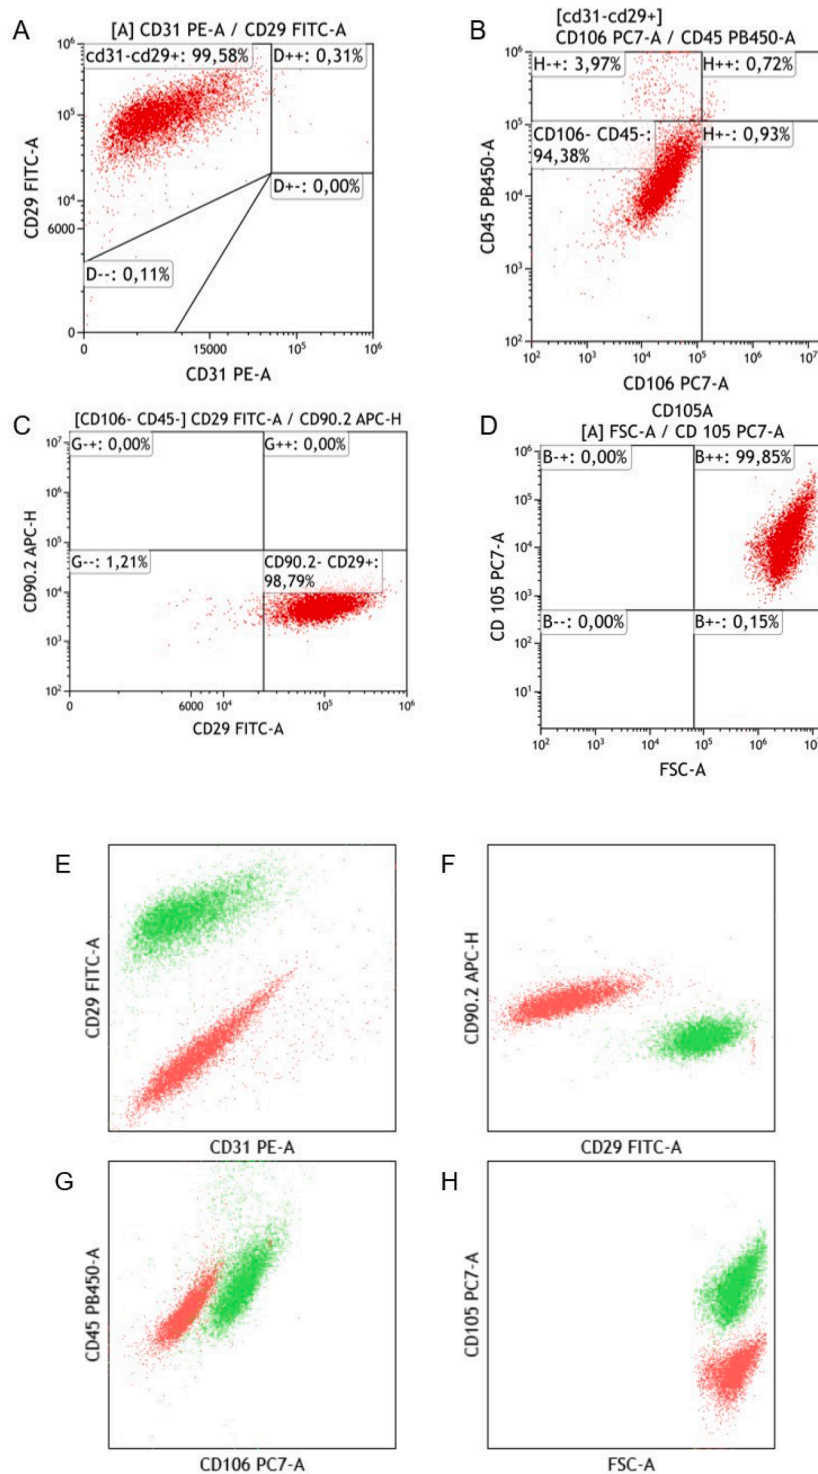 A
[A] CD31 PE-A / CD29 FITC-A
cd31-cd29+: 99,58%
D++: 0,31%
D+-: 0,00%
D--: 0,11%
10⁶
10⁵
10⁴
6000
0
CD29 FITC-A
0
15000
10⁵
10⁶
CD31 PE-A
B
[cd31-cd29+]
CD106 PC7-A / CD45 PB450-A
H-+: 3,97%
H++: 0,72%
CD106- CD45-:
94,38%
H+-: 0,93%
10⁶
10⁵
10⁴
10³
10²
CD45 PB450-A
10²
10³
10⁴
10⁵
10⁶
10⁷
CD106 PC7-A
C
[CD106- CD45-] CD29 FITC-A / CD90.2 APC-H
G-+: 0,00%
G++: 0,00%
G--: 1,21%
CD90.2- CD29+:
98,79%
10⁷
10⁶
10⁵
10⁴
10³
10²
CD90.2 APC-H
0
6000
10⁴
10⁵
10⁶
CD29 FITC-A
D
CD105A
[A] FSC-A / CD 105 PC7-A
B-+: 0,00%
B++: 99,85%
B--: 0,00%
B+-: 0,15%
10⁶
10⁵
10⁴
10³
10²
10¹
CD 105 PC7-A
10²
10³
10⁴
10⁵
10⁶
10⁷
FSC-A
E
CD29 FITC-A
CD31 PE-A
F
CD90.2 APC-H
CD29 FITC-A
G
CD45 PB450-A
CD106 PC7-A
H
CD105 PC7-A
FSC-A